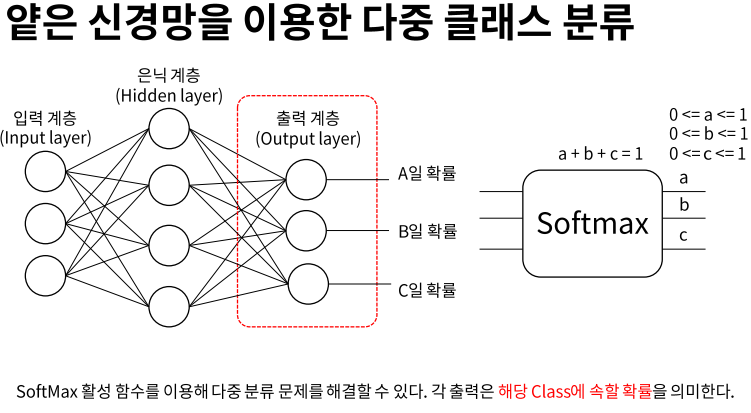 얕은 신경망을 이용한 다중 클래스 분류
은닉 계층
(Hidden layer)
입력 계층
(Input layer)
출력 계층
(Output layer)
A일 확률
B일 확률
C일 확률
0 <= a <= 1
0 <= b <= 1
0 <= c <= 1
a + b + c = 1
Softmax
a
b
c
SoftMax 활성 함수를 이용해 다중 분류 문제를 해결할 수 있다. 각 출력은 해당 Class에 속할 확률을 의미한다.